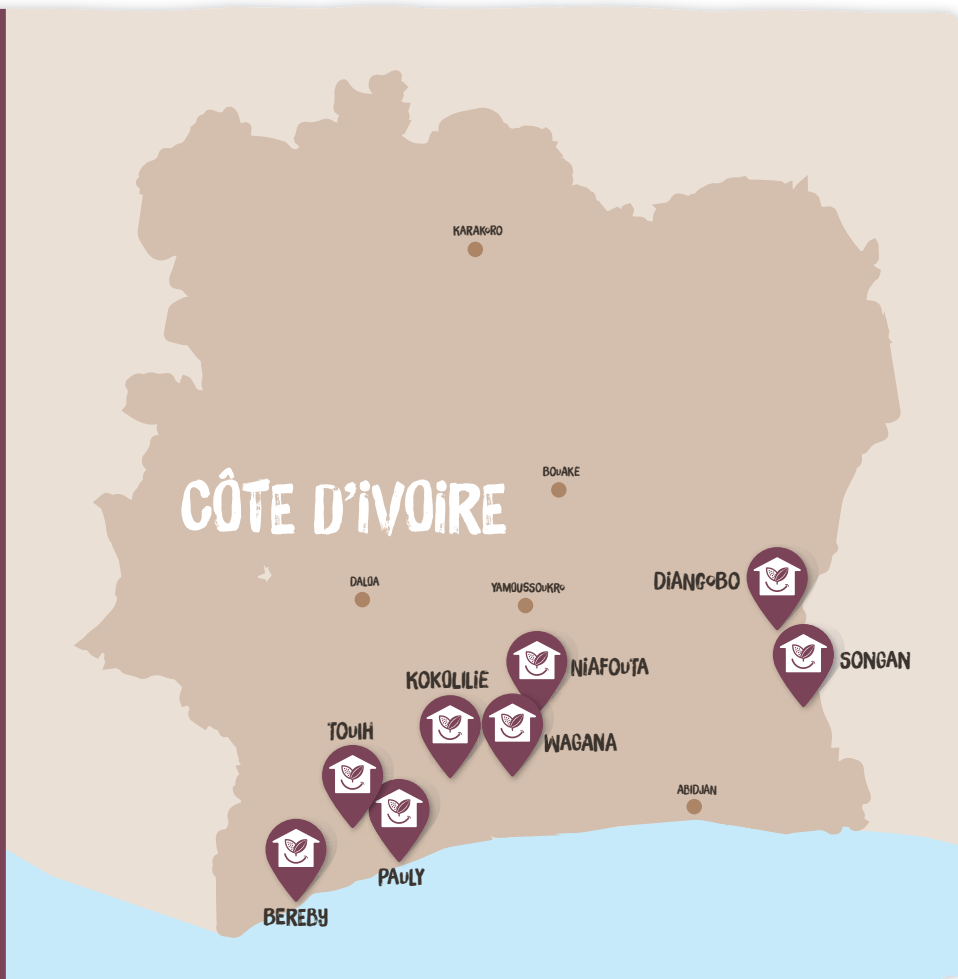 KARAKORO
BOUAKE
CÔTE D'IVOIRE
DALOA
YAMOUSSOUKRO
DIANGOBO
SONGAN
NIAFOUTA
KOKOLILIE
WAGANA
TOUIH
ABIDJAN
PAULY
BEREBY